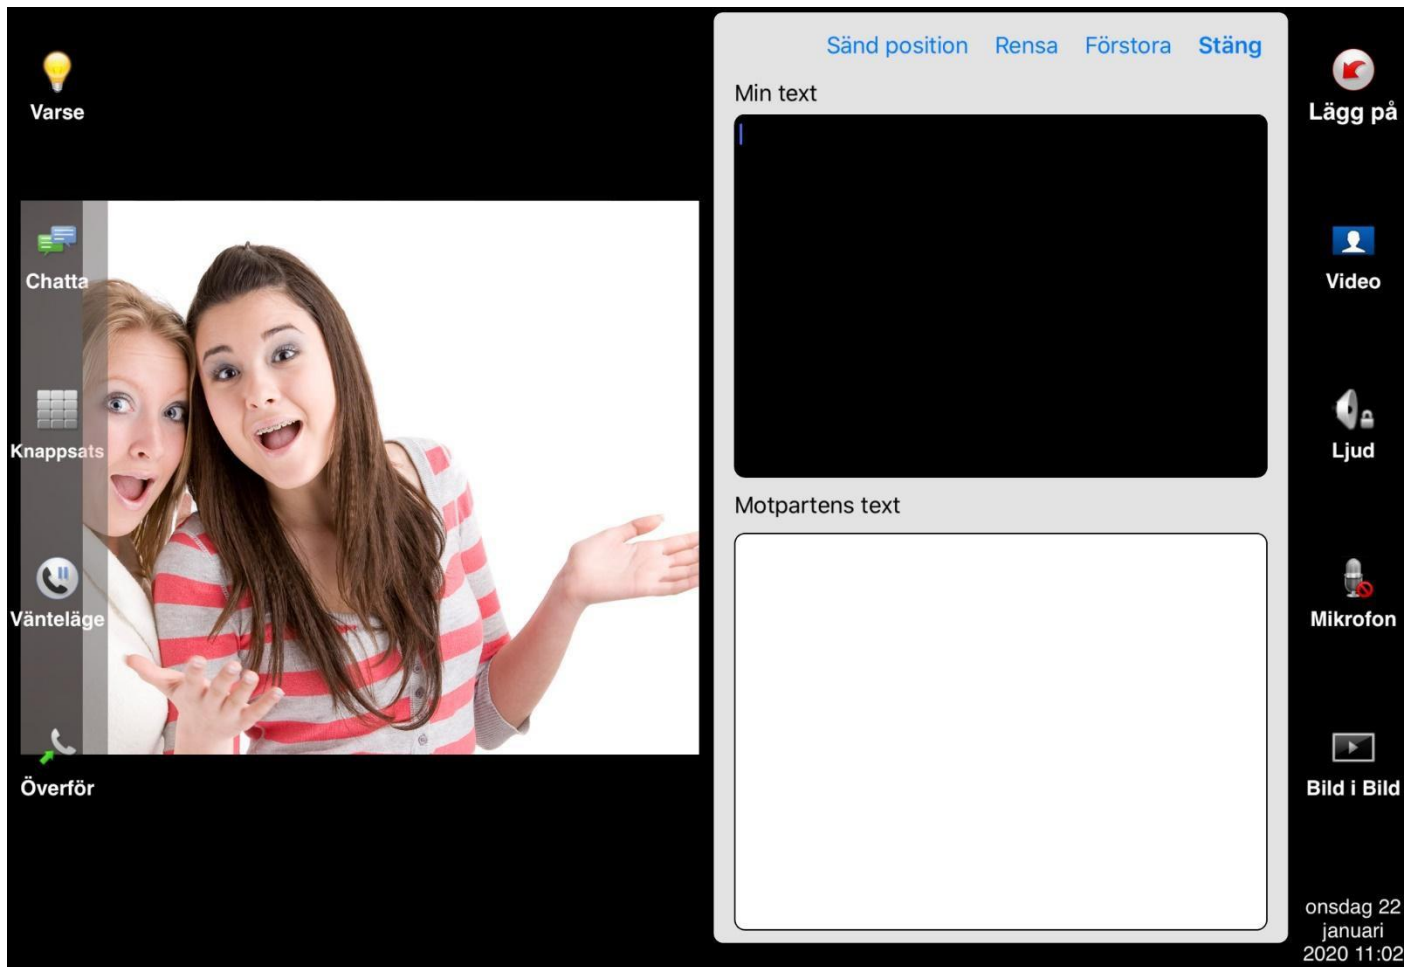 Varse
Chatta
Knappsats
Vänteläge
Överför
Sänd position Rensa Förstora Stäng
Min text
Motpartens text
Lägg på
Video
Ljud
Mikrofon
Bild i Bild
onsdag 22
januari
2020 11:02